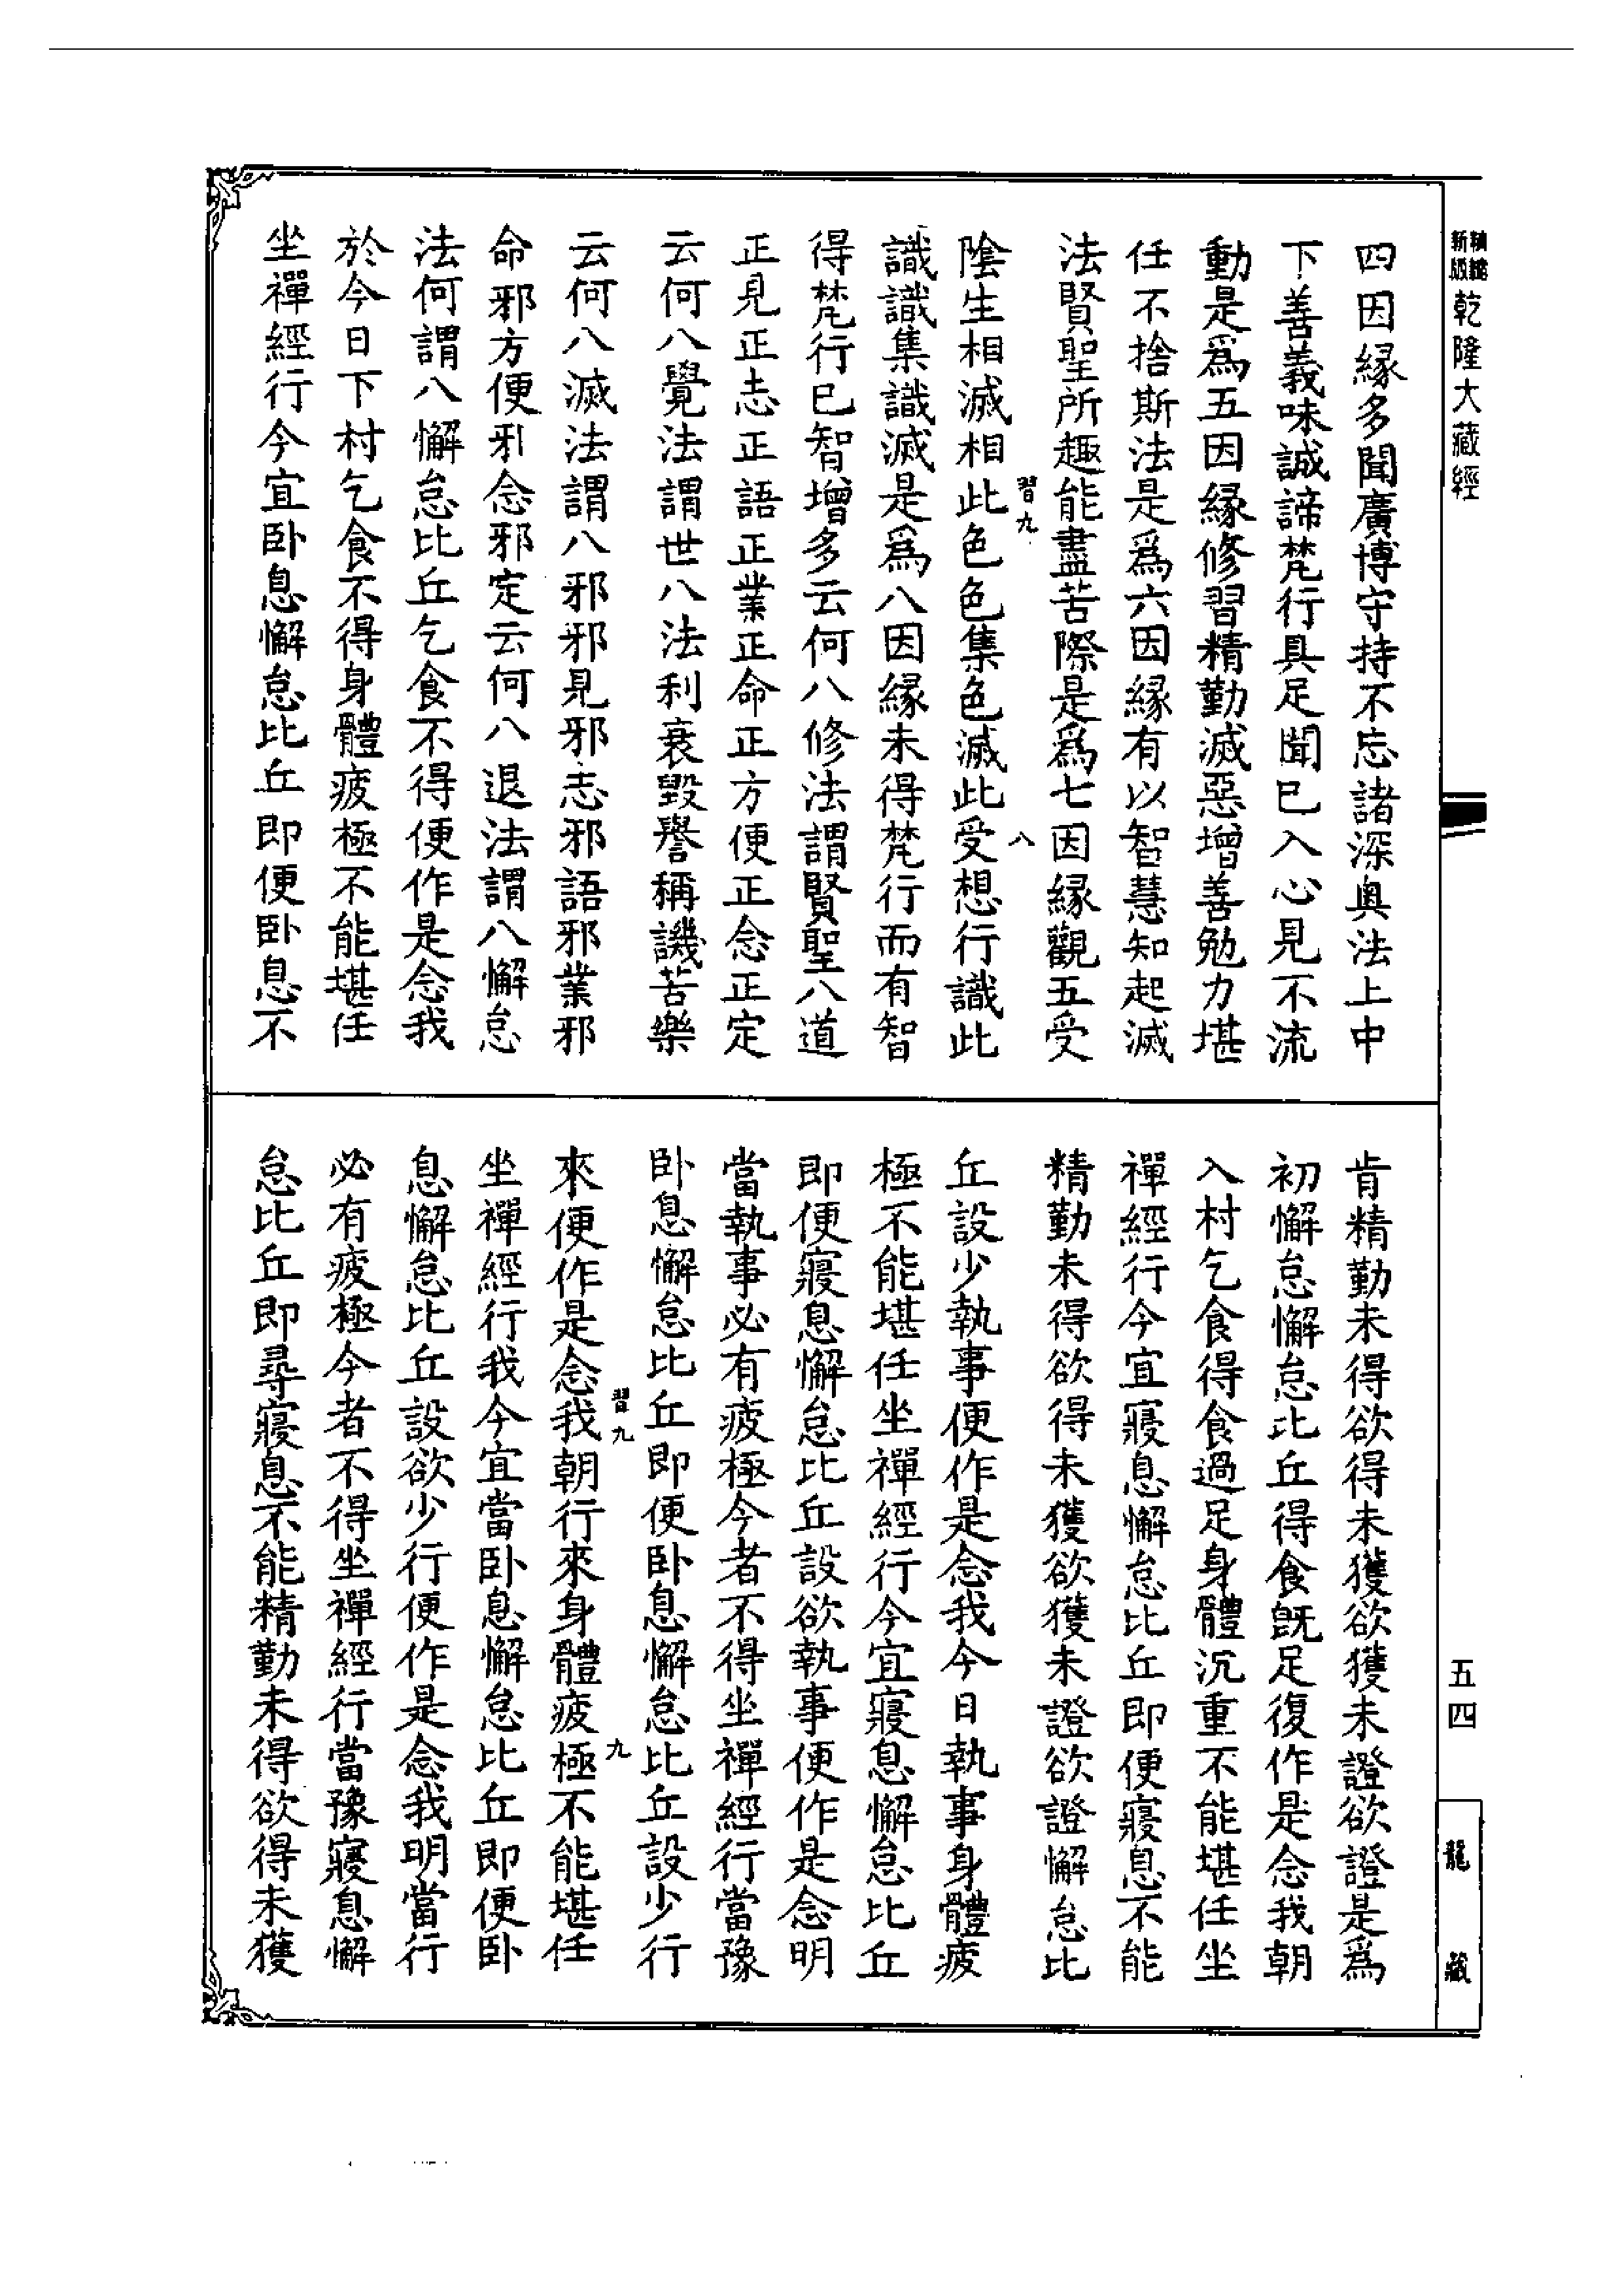 新編縮版
乾隆大藏經
四因緣多聞廣博守持不忘諸深奧法上中
下善義味誠諦梵行具足聞已入心見不流
動是爲五因緣修習精勤滅惡增善勉力堪
任不捨斯法是爲六因緣有以智慧知起滅
法賢聖所趣能盡苦際是爲七因緣觀五受
習九
八
陰生相滅相此色色集色滅此受想行識此
識識集識滅是爲八因緣未得梵行而有智
得梵行已智增多云何八修法謂賢聖八道
正見正志正語正業正命正方便正念正定
云何八覺法謂世八法利衰毀譽稱譏苦樂
云何八滅法謂八邪邪見邪志邪語邪業邪
命邪方便邪念邪定云何八退法謂八懈怠
法何謂八懈怠比丘乞食不得便作是念我
於今日下村乞食不得身體疲極不能堪任
坐禪經行今宜卧息懈怠比丘即便卧息不
肯精勤未得欲得未獲欲獲未證欲證是爲
初懈怠懈怠比丘得食既足復作是念我朝
入村乞食得食過足身體沉重不能堪任坐
禪經行今宜寢息懈怠比丘即便寢息不能
精勤未得欲得未獲欲獲未證欲證懈怠比
丘設少執事便作是念我今日執事身體疲
極不能堪任坐禪經行今宜寢息懈怠比丘
即便寢息懈怠比丘設欲執事便作是念明
當執事必有疲極今者不得坐禪經行當豫
卧息懈怠比丘即便卧息懈怠比丘設少行
習九
九
來便作是念我朝行來身體疲極不能堪任
坐禪經行我今宜當卧息懈怠比丘即便卧
息懈怠比丘設欲少行便作是念我明當行
必有疲極今者不得坐禪經行當豫寢息懈
怠比丘即尋寢息不能精勤未得欲得未獲
五四
龍藏